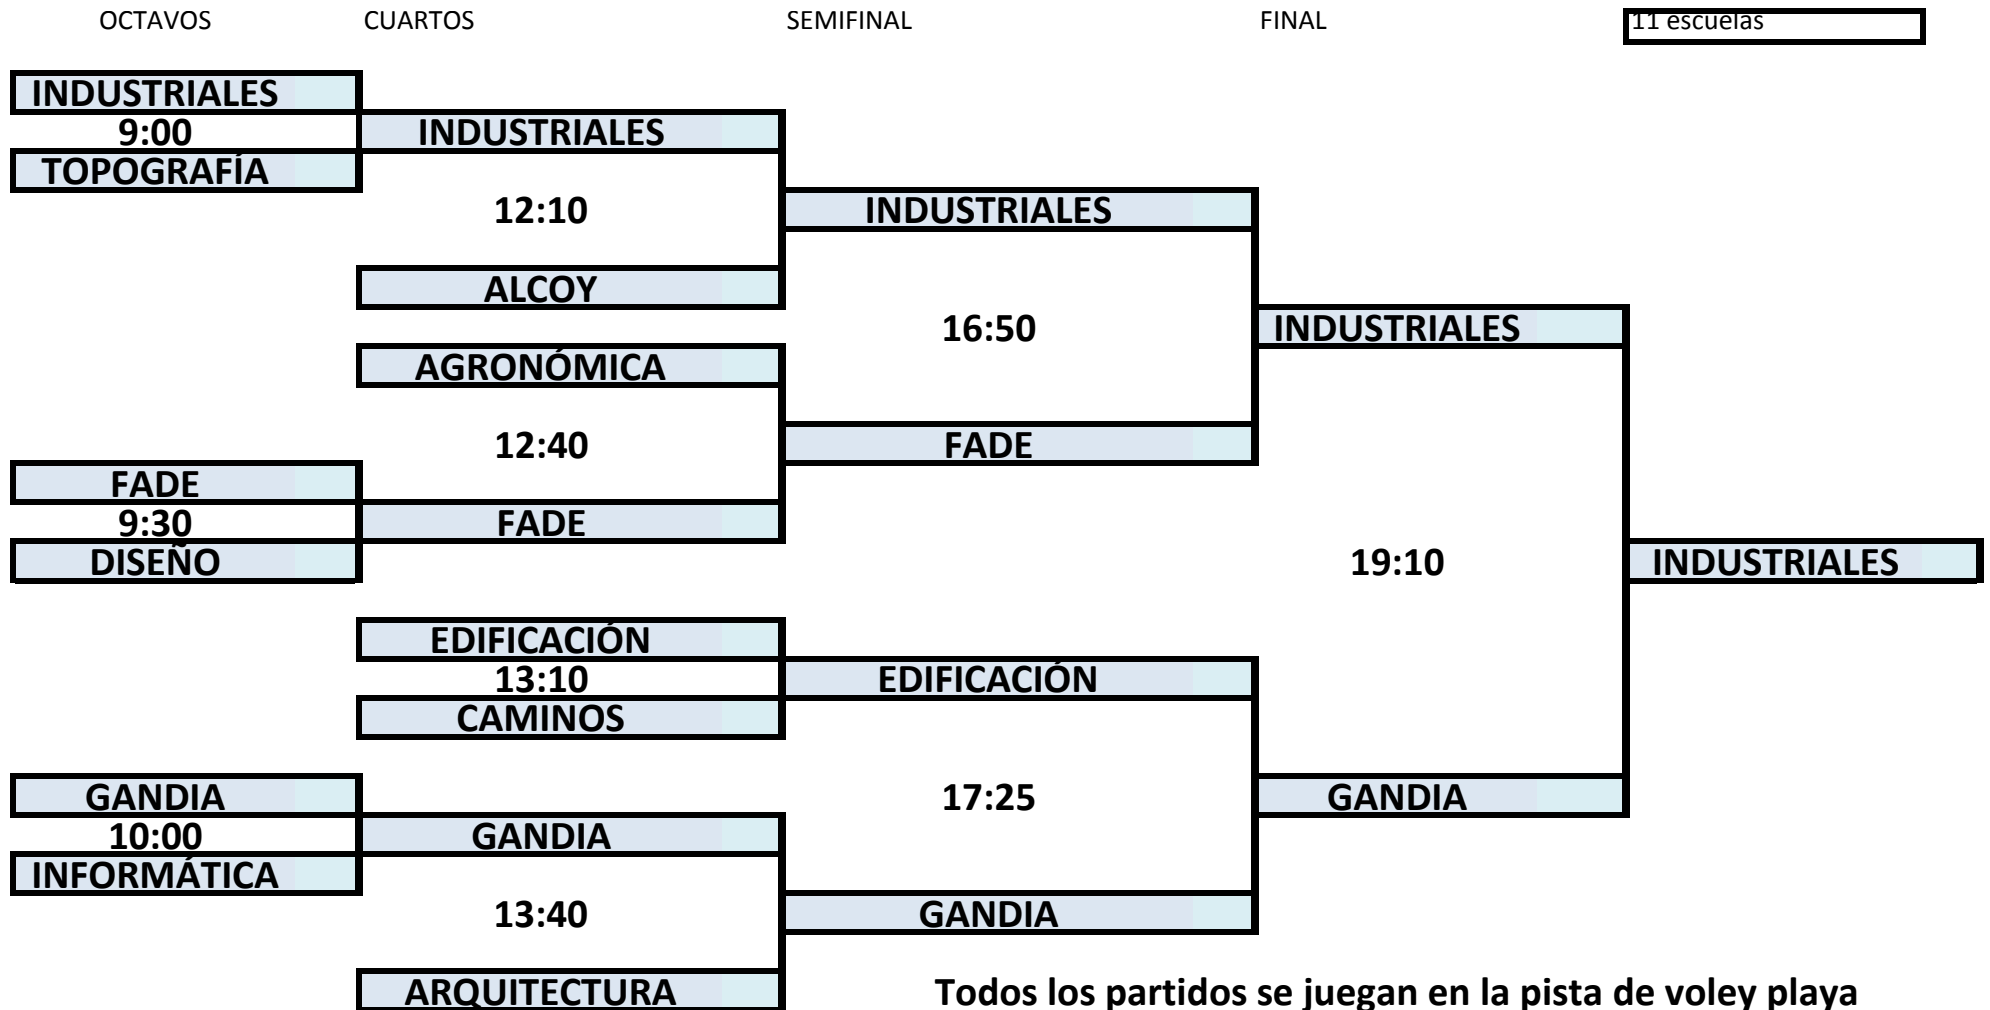 OCTAVOS CUARTOS SEMIFINAL FINAL 11 escuelas
INDUSTRIALES
9:00 INDUSTRIALES
TOPOGRAFÍA
12:10 INDUSTRIALES
ALCOY
16:50 INDUSTRIALES
AGRONÓMICA
12:40 FADE
FADE
9:30 FADE
DISEÑO 19:10 INDUSTRIALES
EDIFICACIÓN
13:10 EDIFICACIÓN
CAMINOS
GANDIA 17:25 GANDIA
10:00 GANDIA
INFORMÁTICA
13:40 GANDIA
ARQUITECTURA Todos los partidos se juegan en la pista de voley playa